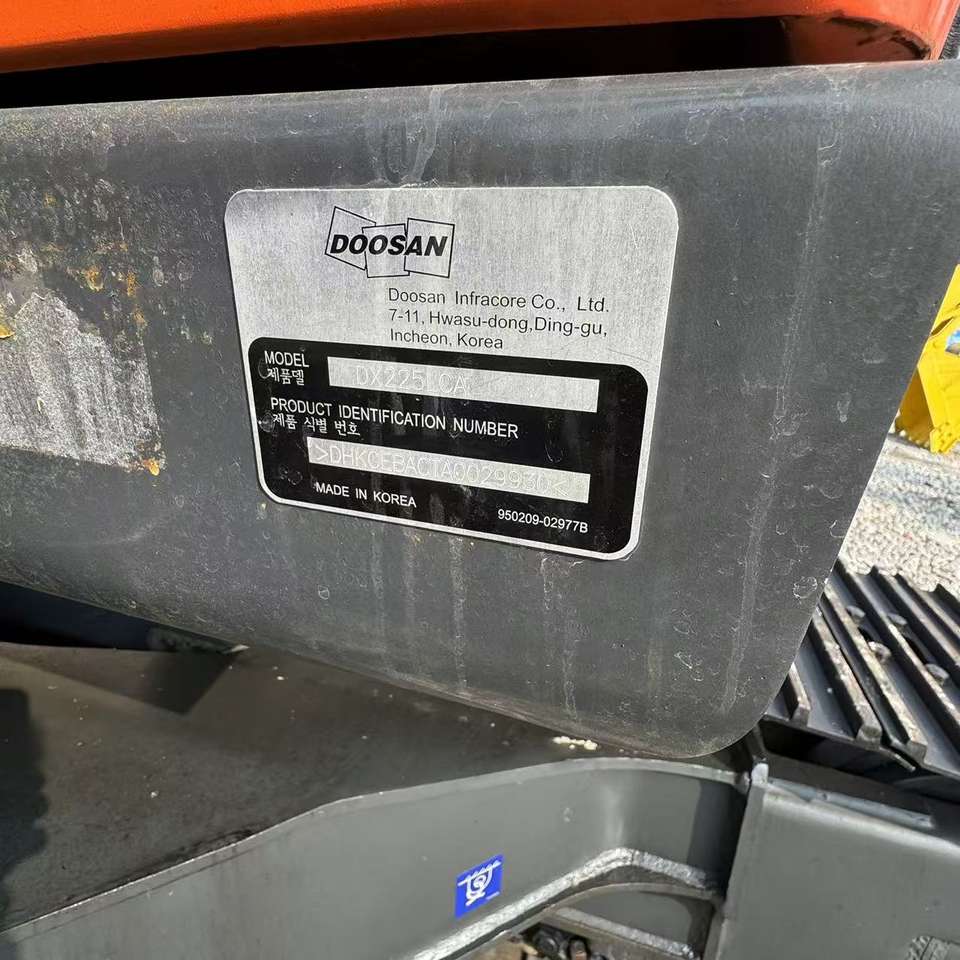 DOOSAN
Doosan Infracore Co., Ltd.
7-11, Hwasu-dong,Ding-gu,
Incheon, Korea
MODEL
제품델
DX225LCA
PRODUCT IDENTIFICATION NUMBER
제품 식별 번호
>DHKCEBACTA0029930<
MADE IN KOREA
950209-02977B